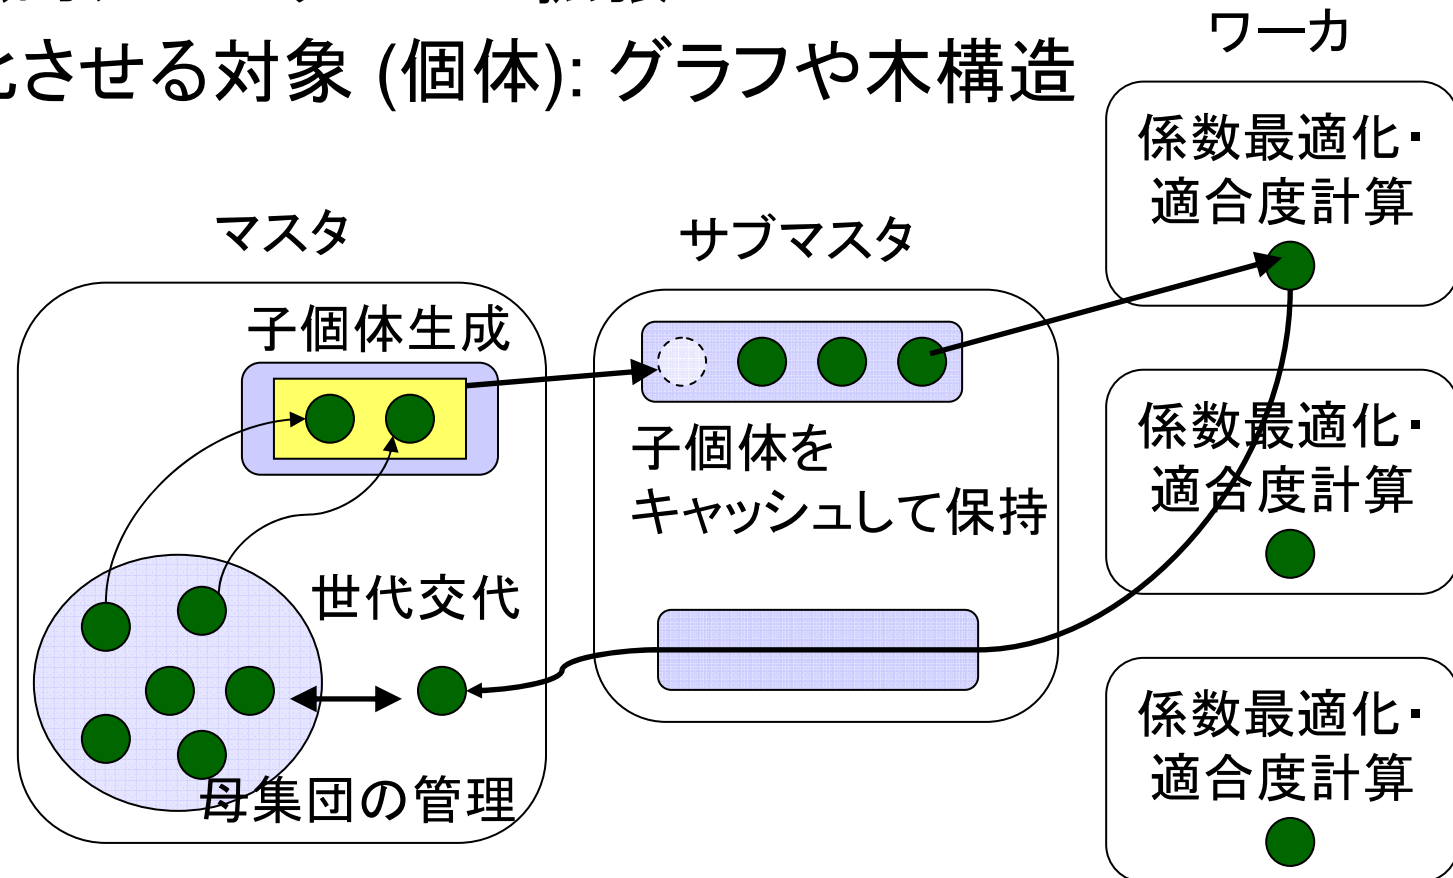 化させる対象 (個体): グラフや木構造
ワーカ
マスタ
サブマスタ
子個体生成
子個体を
キャッシュして保持
世代交代
母集団の管理
係数最適化・
適合度計算
係数最適化・
適合度計算
係数最適化・
適合度計算